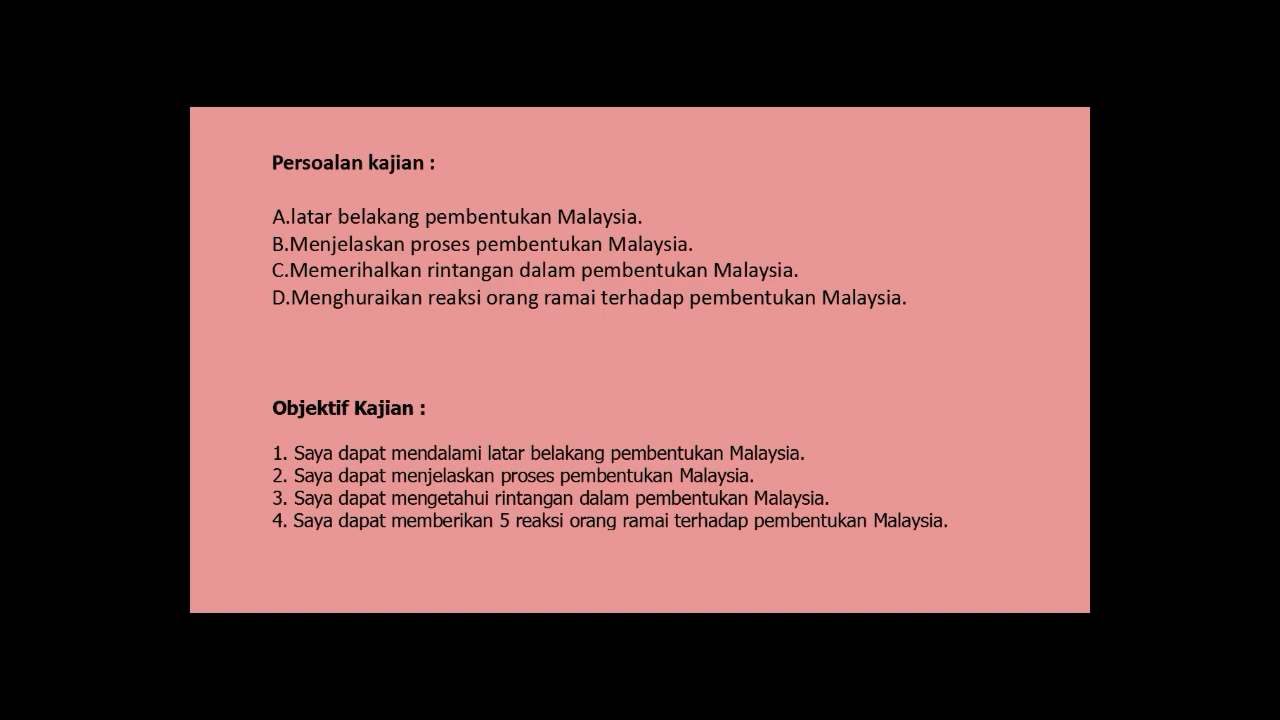 Persoalan kajian :
A.latar belakang pembentukan Malaysia.
B.Menjelaskan proses pembentukan Malaysia.
C.Memerihalkan rintangan dalam pembentukan Malaysia.
D.Menghuraikan reaksi orang ramai terhadap pembentukan Malaysia.
Objektif Kajian :
1. Saya dapat mendalami latar belakang pembentukan Malaysia.
2. Saya dapat menjelaskan proses pembentukan Malaysia.
3. Saya dapat mengetahui rintangan dalam pembentukan Malaysia.
4. Saya dapat memberikan 5 reaksi orang ramai terhadap pembentukan Malaysia.